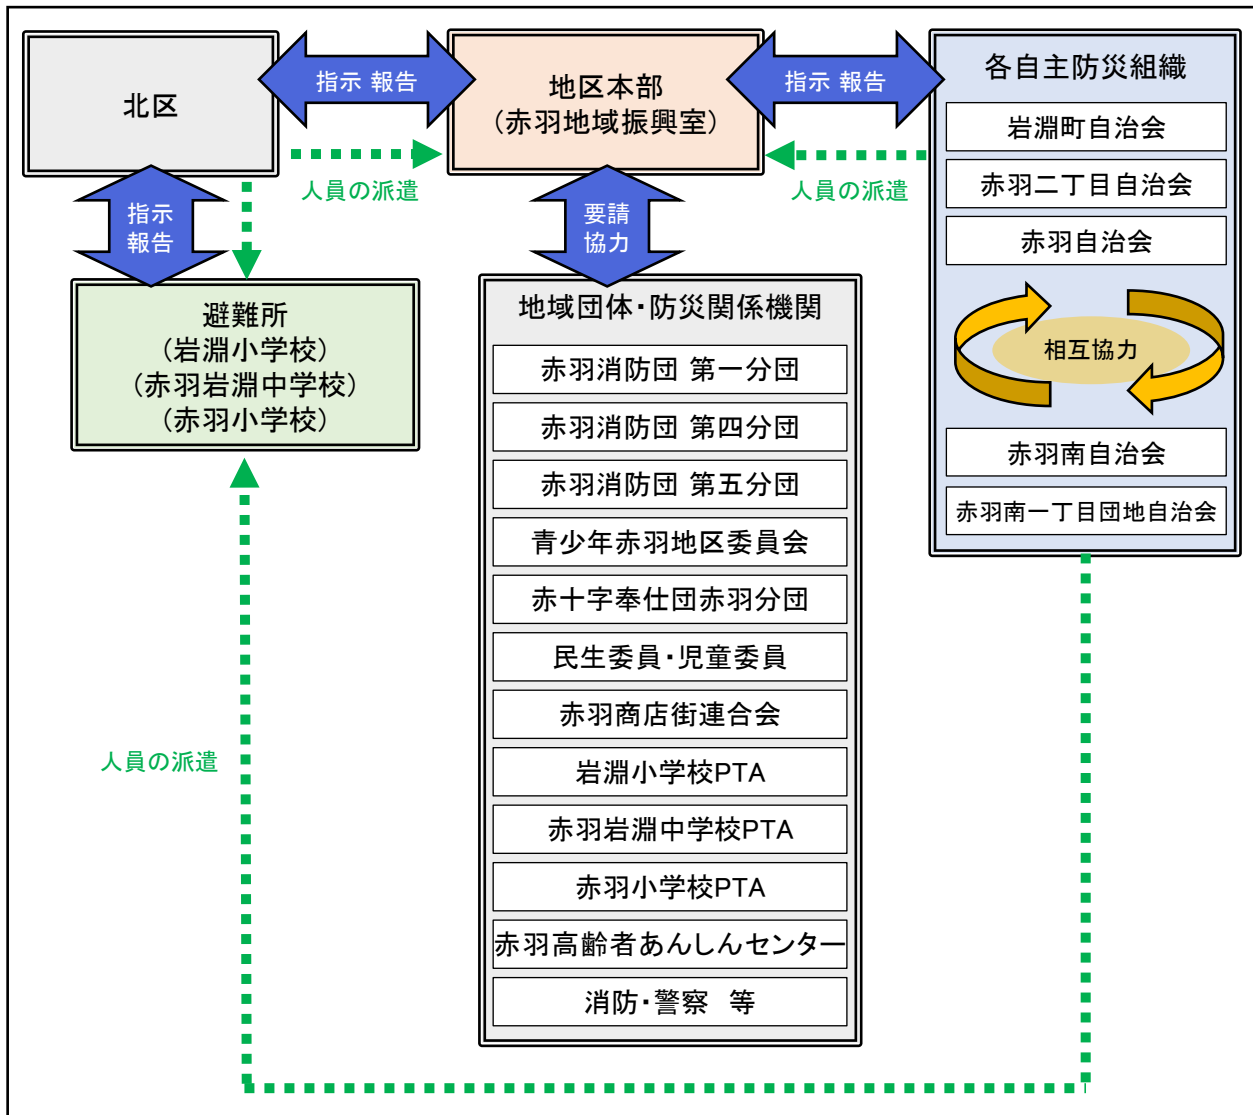 北区
指示 報告
地区本部
（赤羽地域振興室）
指示 報告
各自主防災組織
岩淵町自治会
赤羽二丁目自治会
赤羽自治会
相互協力
赤羽南自治会
赤羽南一丁目団地自治会
人員の派遣
人員の派遣
指示
報告
要請
協力
避難所
（岩淵小学校）
（赤羽岩淵中学校）
（赤羽小学校）
地域団体・防災関係機関
赤羽消防団 第一分団
赤羽消防団 第四分団
赤羽消防団 第五分団
青少年赤羽地区委員会
赤十字奉仕団赤羽分団
民生委員・児童委員
赤羽商店街連合会
岩淵小学校PTA
赤羽岩淵中学校PTA
赤羽小学校PTA
赤羽高齢者あんしんセンター
消防・警察　等
人員の派遣